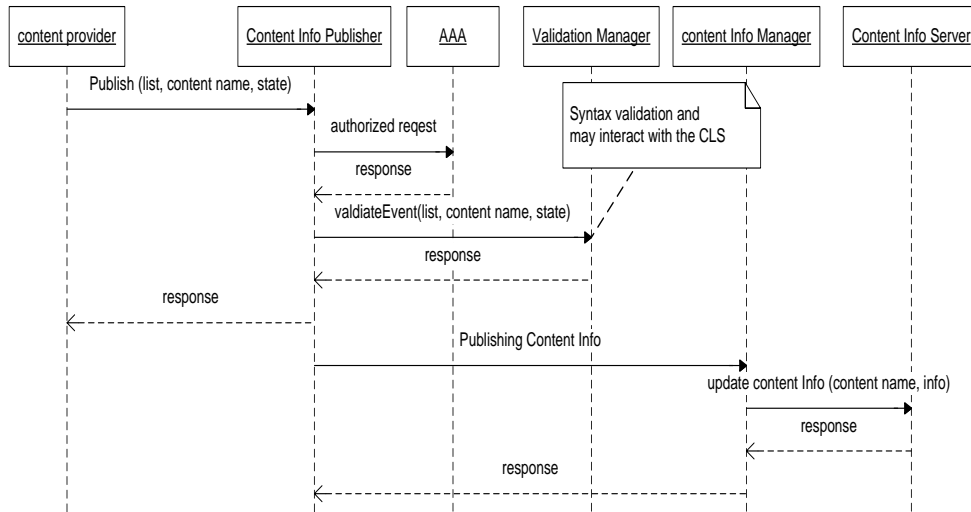 content provider
Content Info Publisher
AAA
Validation Manager
content Info Manager
Content Info Server
Publish (list, content name, state)
Syntax validation and
may interact with the CLS
authorized reqest
response
valdiateEvent(list, content name, state)
response
response
Publishing Content Info
update content Info (content name, info)
response
response